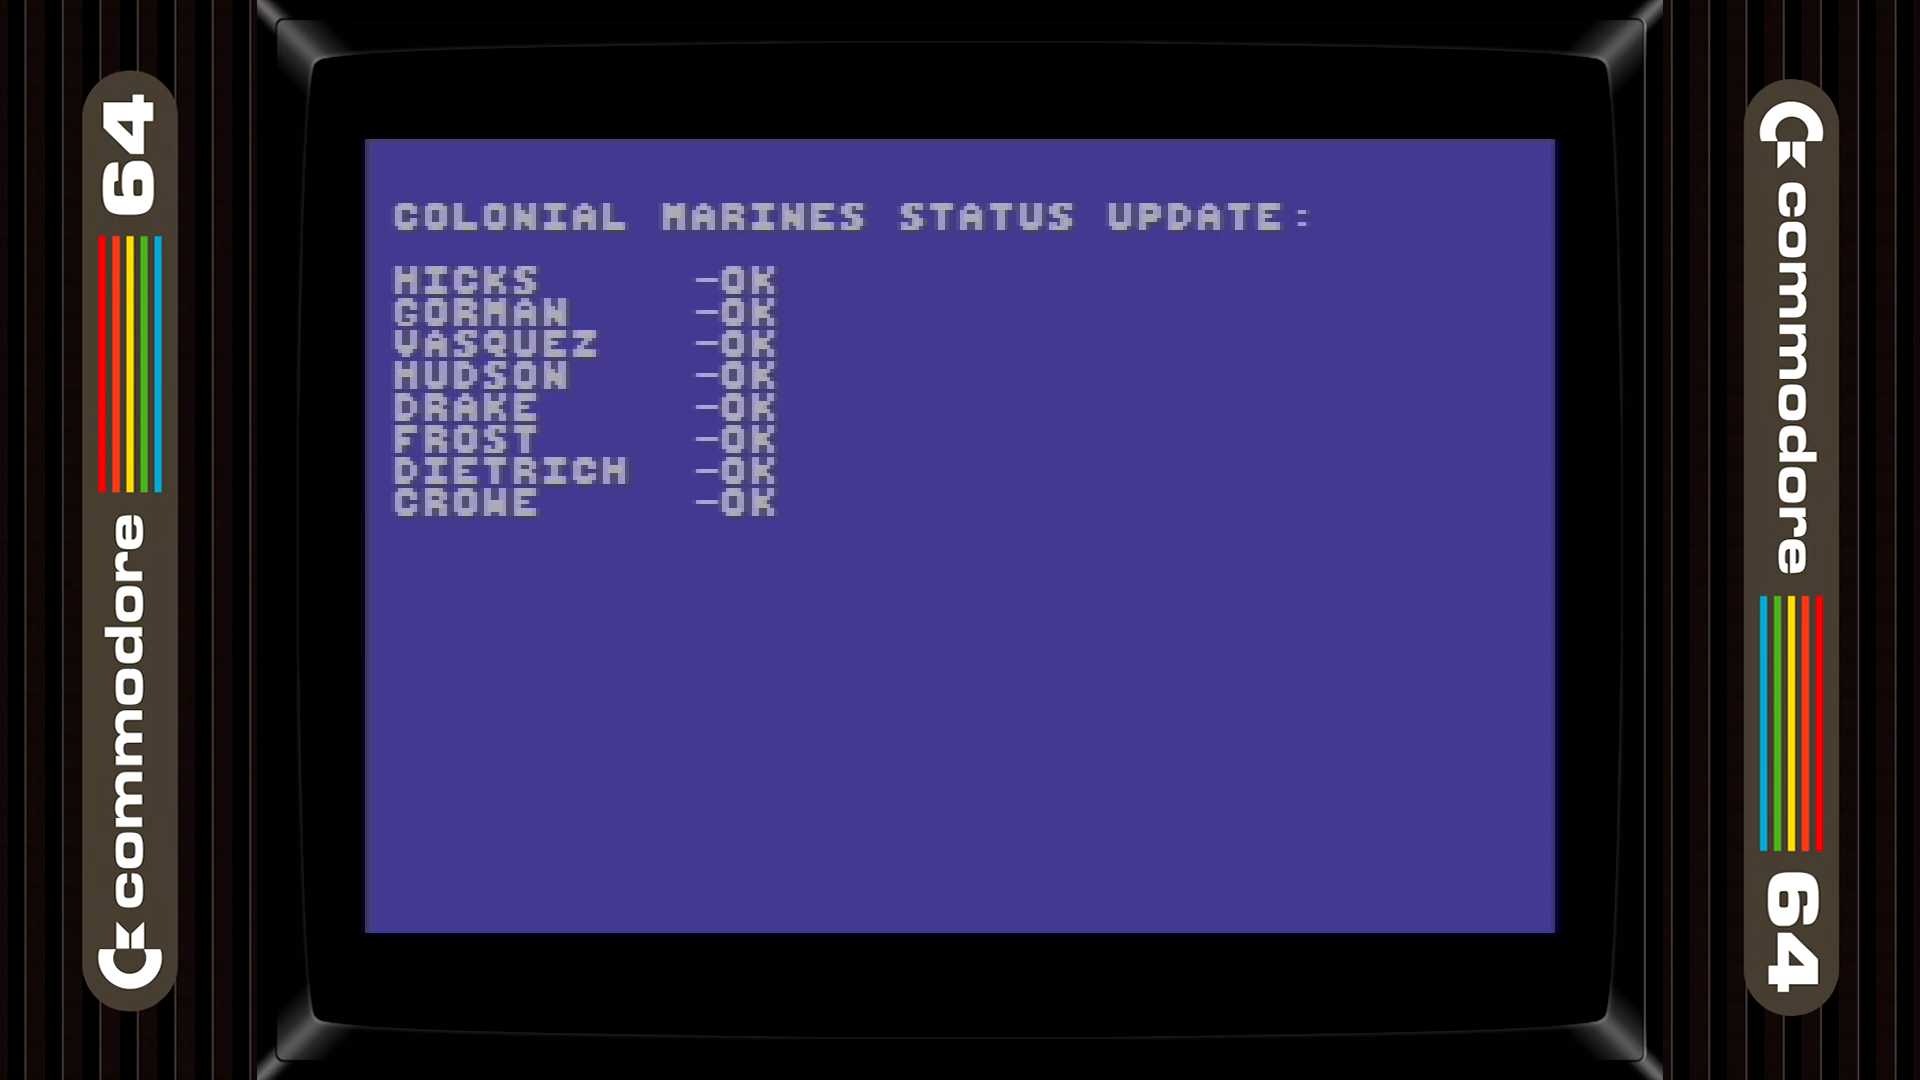 commodore 64
COLONIAL MARINES STATUS UPDATE:
HICKS -OK
GORMAN -OK
VASQUEZ -OK
HUDSON -OK
DRAKE -OK
FROST -OK
DIETRICH -OK
CROWE -OK
commodore 64